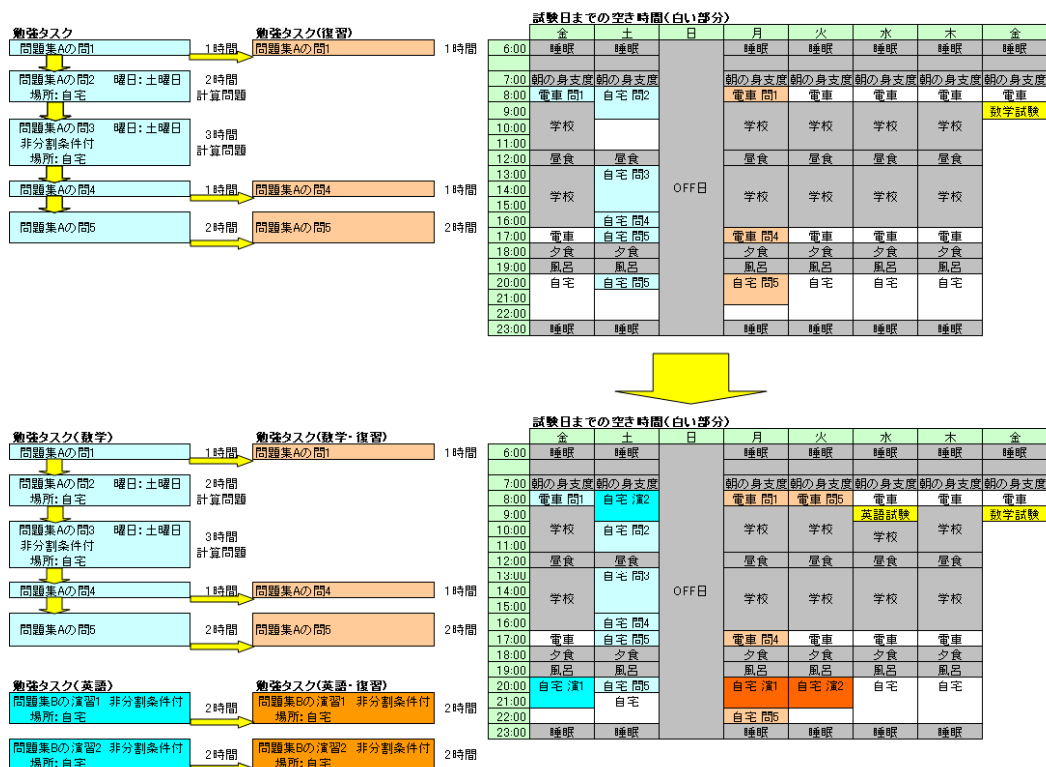 試験日までの空き時間(白い部分)
勉強タスク 勉強タスク(復習)
金 土 日 月 火 水 木 金
問題集Aの問1 1時間 問題集Aの問1 1時間
6:00 睡眠 睡眠 睡眠 睡眠 睡眠 睡眠 睡眠
問題集Aの問2 曜日:土曜日 2時間
場所:自宅 計算問題
7:00 朝の身支度 朝の身支度 朝の身支度 朝の身支度 朝の身支度 朝の身支度 朝の身支度
8:00 電車 問1 自宅 問2 電車 問1 電車 電車 電車 電車
9:00 数学試験
問題集Aの問3 曜日:土曜日 3時間
非分割条件付 計算問題
場所:自宅
10:00 学校 学校 学校 学校 学校
11:00
12:00 昼食 昼食 昼食 昼食 昼食 昼食
13:00 自宅 問3
問題集Aの問4 1時間 問題集Aの問4 1時間
14:00 学校 OFF日 学校 学校 学校 学校
15:00
16:00 自宅 問4
問題集Aの問5 2時間 問題集Aの問5 2時間
17:00 電車 自宅 問5 電車 問4 電車 電車 電車
18:00 夕食 夕食 夕食 夕食 夕食 夕食
19:00 風呂 風呂 風呂 風呂 風呂 風呂
20:00 自宅 自宅 問5 自宅 問5 自宅 自宅 自宅
21:00
22:00
23:00 睡眠 睡眠 睡眠 睡眠 睡眠 睡眠
試験日までの空き時間(白い部分)
勉強タスク(数学) 勉強タスク(数学・復習)
金 土 日 月 火 水 木 金
問題集Aの問1 1時間 問題集Aの問1 1時間
6:00 睡眠 睡眠 睡眠 睡眠 睡眠 睡眠 睡眠
問題集Aの問2 曜日:土曜日 2時間
場所:自宅 計算問題
7:00 朝の身支度 朝の身支度 朝の身支度 朝の身支度 朝の身支度 朝の身支度 朝の身支度
8:00 電車 問1 自宅 演2 電車 問1 電車 問5 電車 電車 電車
9:00 英語試験 数学試験
問題集Aの問3 曜日:土曜日 3時間
非分割条件付 計算問題
場所:自宅
10:00 学校 自宅 問2 学校 学校 学校 学校
11:00
12:00 昼食 昼食 昼食 昼食 昼食 昼食
13:00 自宅 問3
問題集Aの問4 1時間 問題集Aの問4 1時間
14:00 学校 OFF日 学校 学校 学校 学校
15:00
16:00 自宅 問4
問題集Aの問5 2時間 問題集Aの問5 2時間
17:00 電車 自宅 問5 電車 問4 電車 電車 電車
18:00 夕食 夕食 夕食 夕食 夕食 夕食
19:00 風呂 風呂 風呂 風呂 風呂 風呂
勉強タスク(英語) 勉強タスク(英語・復習)
20:00 自宅 演1 自宅 問5 自宅 演1 自宅 演2 自宅 自宅
問題集Bの演習1 非分割条件付 2時間 問題集Bの演習1 非分割条件付 2時間
場所:自宅 場所:自宅
21:00 自宅
22:00 自宅 問5
23:00 睡眠 睡眠 睡眠 睡眠 睡眠 睡眠
問題集Bの演習2 非分割条件付 2時間 問題集Bの演習2 非分割条件付 2時間
場所:自宅 場所:自宅